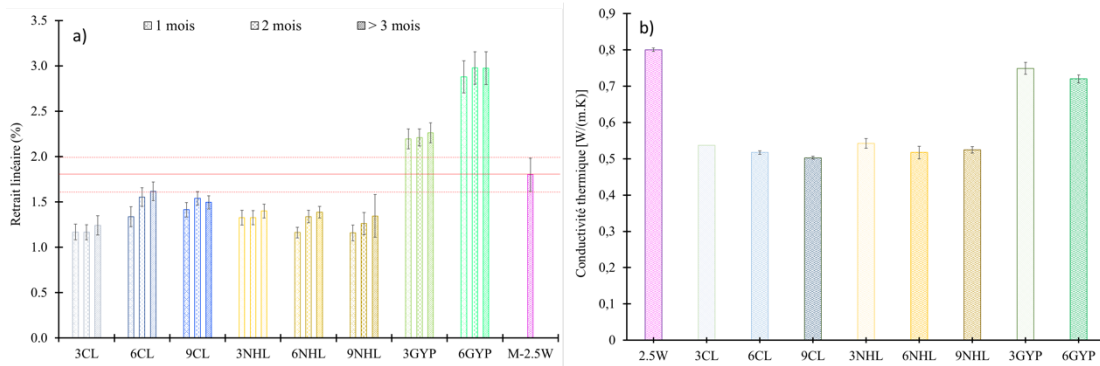 a)
1 mois 2 mois > 3 mois
Retrait linéaire (%)
3.5
3.0
2.5
2.0
1.5
1.0
0.5
0.0
3CL 6CL 9CL 3NHL 6NHL 9NHL 3GYP 6GYP M-2.5W
b)
Conductivité thermique [W/(m.K)]
0,9
0,8
0,7
0,6
0,5
0,4
0,3
0,2
0,1
0
2.5W 3CL 6CL 9CL 3NHL 6NHL 9NHL 3GYP 6GYP